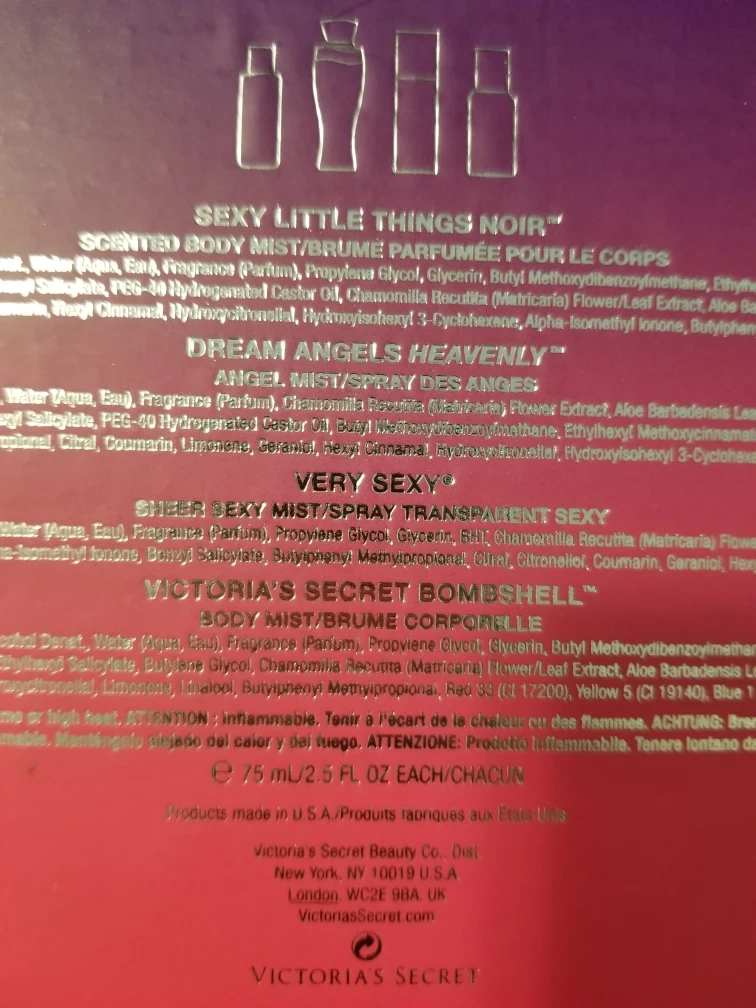 SEXY LITTLE THINGS NOIR™
SCENTED BODY MIST/BRUME PARFUMÉE POUR LE CORPS
Water (Aqua, Eau), Fragrance (Parfum), Propylene Glycol, Glycerin, Butyl Methoxydibenzoylmethane,
Salicylate, PEG-40 Hydrogenated Castor Oil, Chamomilla Recutita (Matricaria) Flower/Leaf Extract, Aloe
Hexyl Cinnamal, Hydroxycitronellal, Hydroxyisohexyl 3-Cyclohexene, Alpha-Isomethyl Ionone,
DREAM ANGELS HEAVENLY™
ANGEL MIST/SPRAY DES ANGES
Water (Aqua, Eau), Fragrance (Parfum), Chamomilla Recutita (Matricaria) Flower Extract, Aloe Barbadensis
Salicylate, PEG-40 Hydrogenated Castor Oil, Butyl Methoxydibenzoylmethane, Ethylhexyl
Citral, Coumarin, Limonene, Geraniol, Hexyl Cinnamal, Hydroxycitronellal, Hydroxyisohexyl
VERY SEXY®
SHEER SEXY MIST/SPRAY TRANSPARENT SEXY
Water (Aqua, Eau), Fragrance (Parfum), Propylene Glycol, Glycerin, BHT, Chamomilla Recutita (Matricaria)
Ionone, Benzyl Salicylate, Butylphenyl Methylpropional, Citral, Citronellol, Coumarin, Geraniol,
VICTORIA'S SECRET BOMBSHELL™
BODY MIST/BRUME CORPORELLE
Denat., Water (Aqua, Eau), Fragrance (Parfum), Propylene Glycol, Glycerin, Butyl
Salicylate, Butylene Glycol, Chamomilla Recutita (Matricaria) Flower/Leaf Extract, Aloe Barbadensis
Limonene, Linalool, Butylphenyl Methylpropional, Red 33 (CI 17200), Yellow 5 (CI 19140), Blue 1
or high heat. ATTENTION : Inflammable. Tenir à l'écart de la chaleur ou des flammes. ACHTUNG:
Manténgalo alejado del calor y del fuego. ATTENZIONE: Prodotto Infiammabile. Tenere lontano
℮ 75 mL/2.5 FL OZ EACH/CHACUN
Products made in U.S.A./Produits fabriqués aux États-Unis
Victoria's Secret Beauty Co., Dist.
New York, NY 10019 U.S.A.
London, WC2E 9BA, UK
VictoriasSecret.com
VICTORIA'S SECRET